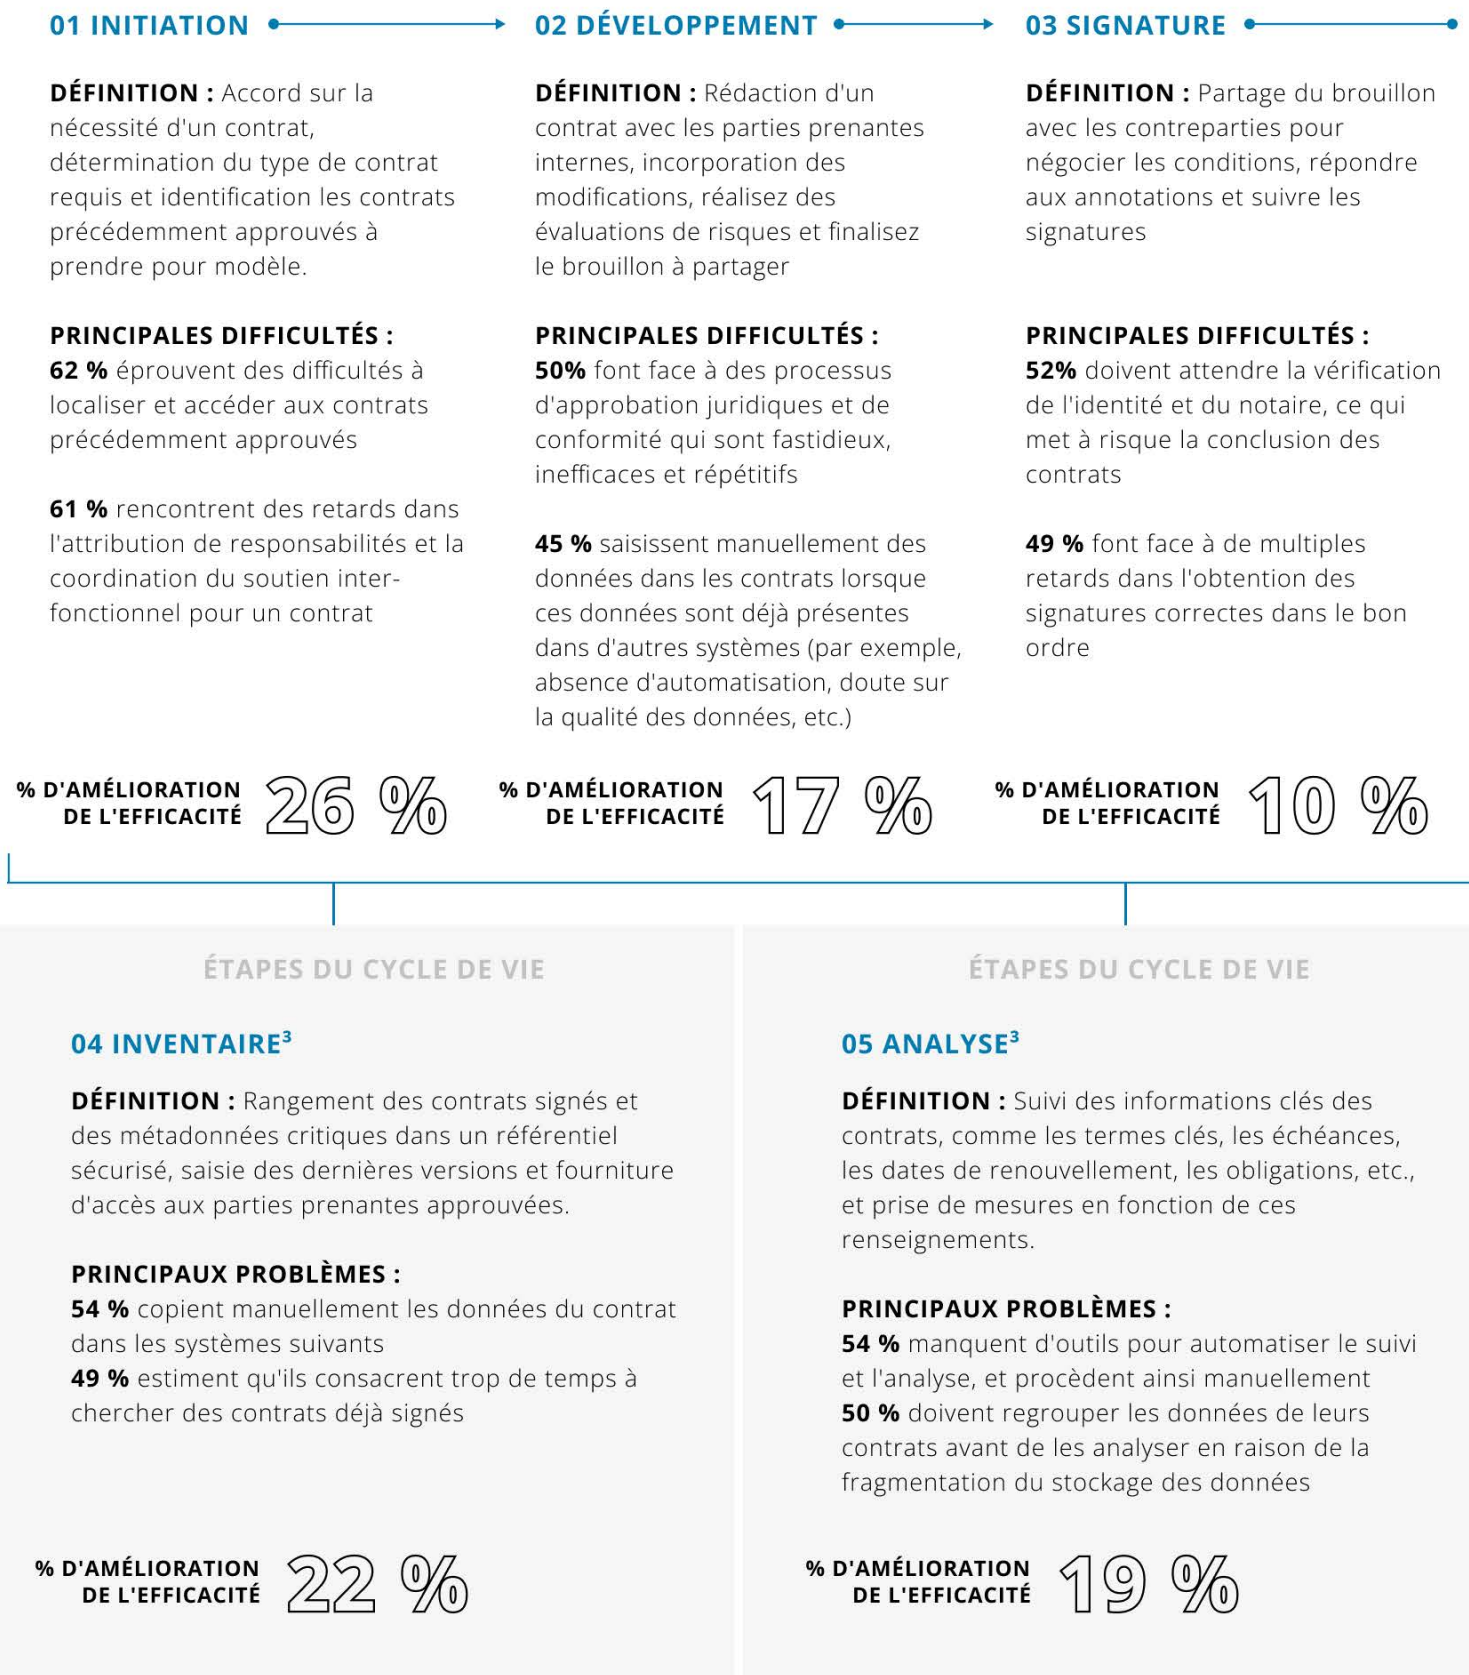 01 INITIATION
DÉFINITION : Accord sur la
nécessité d'un contrat,
détermination du type de contrat
requis et identification les contrats
précédemment approuvés à
prendre pour modèle.
PRINCIPALES DIFFICULTÉS :
62 % éprouvent des difficultés à
localiser et accéder aux contrats
précédemment approuvés
61 % rencontrent des retards dans
l'attribution de responsabilités et la
coordination du soutien inter-
fonctionnel pour un contrat
% D'AMÉLIORATION
DE L'EFFICACITÉ
26 %
02 DÉVELOPPEMENT
DÉFINITION : Rédaction d'un
contrat avec les parties prenantes
internes, incorporation des
modifications, réalisez des
évaluations de risques et finalisez
le brouillon à partager
PRINCIPALES DIFFICULTÉS :
50% font face à des processus
d'approbation juridiques et de
conformité qui sont fastidieux,
inefficaces et répétitifs
45 % saisissent manuellement des
données dans les contrats lorsque
ces données sont déjà présentes
dans d'autres systèmes (par exemple,
absence d'automatisation, doute sur
la qualité des données, etc.)
% D'AMÉLIORATION
DE L'EFFICACITÉ
17 %
03 SIGNATURE
DÉFINITION : Partage du brouillon
avec les contreparties pour
négocier les conditions, répondre
aux annotations et suivre les
signatures
PRINCIPALES DIFFICULTÉS :
52% doivent attendre la vérification
de l'identité et du notaire, ce qui
met à risque la conclusion des
contrats
49 % font face à de multiples
retards dans l'obtention des
signatures correctes dans le bon
ordre
% D'AMÉLIORATION
DE L'EFFICACITÉ
10 %
ÉTAPES DU CYCLE DE VIE
04 INVENTAIRE³
DÉFINITION : Rangement des contrats signés et
des métadonnées critiques dans un référentiel
sécurisé, saisie des dernières versions et fourniture
d'accès aux parties prenantes approuvées.
PRINCIPAUX PROBLÈMES :
54 % copient manuellement les données du contrat
dans les systèmes suivants
49 % estiment qu'ils consacrent trop de temps à
chercher des contrats déjà signés
% D'AMÉLIORATION
DE L'EFFICACITÉ
22 %
ÉTAPES DU CYCLE DE VIE
05 ANALYSE³
DÉFINITION : Suivi des informations clés des
contrats, comme les termes clés, les échéances,
les dates de renouvellement, les obligations, etc.,
et prise de mesures en fonction de ces
renseignements.
PRINCIPAUX PROBLÈMES :
54 % manquent d'outils pour automatiser le suivi
et l'analyse, et procèdent ainsi manuellement
50 % doivent regrouper les données de leurs
contrats avant de les analyser en raison de la
fragmentation du stockage des données
% D'AMÉLIORATION
DE L'EFFICACITÉ
19 %